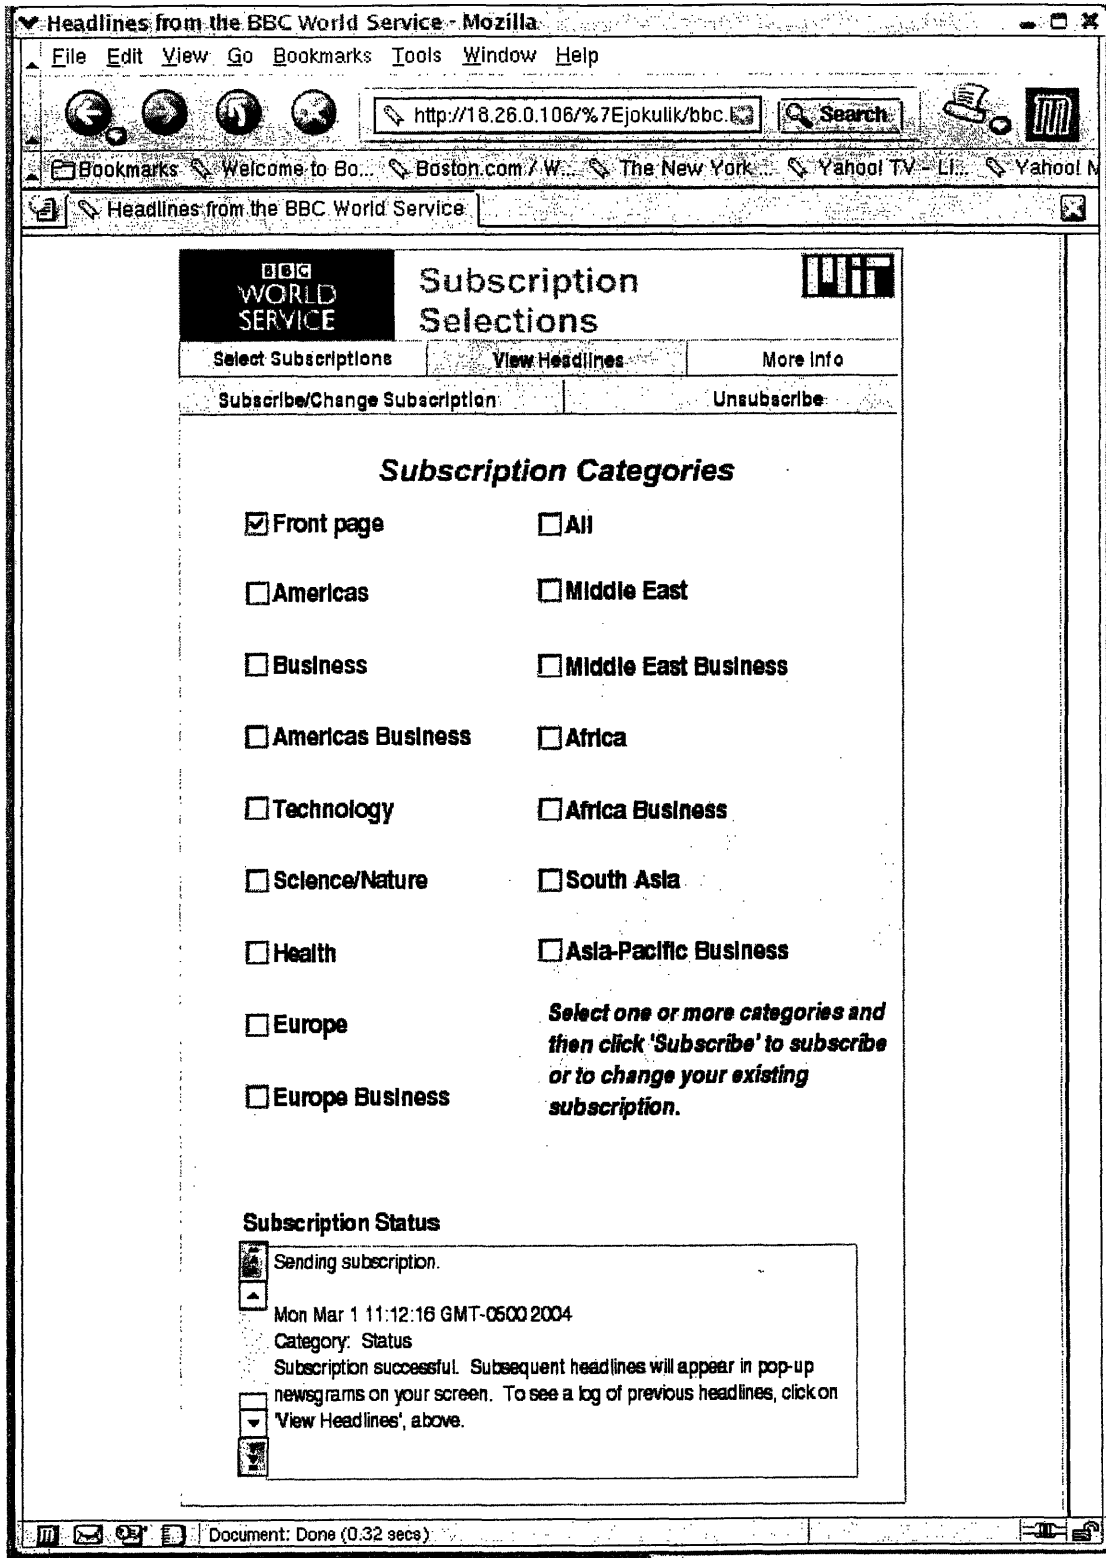 Headlines from the BBC World Service - Mozilla
File Edit View Go Bookmarks Tools Window Help
http://18.26.0.106/%7Ejokulik/bbc. Search
Bookmarks Welcome to Bo... Boston.com / W... The New York ... Yahoo! TV - Li... Yahoo! N
Headlines from the BBC World Service
BBC
WORLD
SERVICE
Subscription
Selections
MIT
Select Subscriptions View Headlines More Info
Subscribe/Change Subscription Unsubscribe
Subscription Categories
Front page All
Americas Middle East
Business Middle East Business
Americas Business Africa
Technology Africa Business
Science/Nature South Asia
Health Asia-Pacific Business
Europe
Europe Business
Select one or more categories and
then click 'Subscribe' to subscribe
or to change your existing
subscription.
Subscription Status
Sending subscription.
Mon Mar 1 11:12:16 GMT-0500 2004
Category: Status
Subscription successful. Subsequent headlines will appear in pop-up
newsgrams on your screen. To see a log of previous headlines, click on
'View Headlines', above.
Document: Done (0.32 secs)